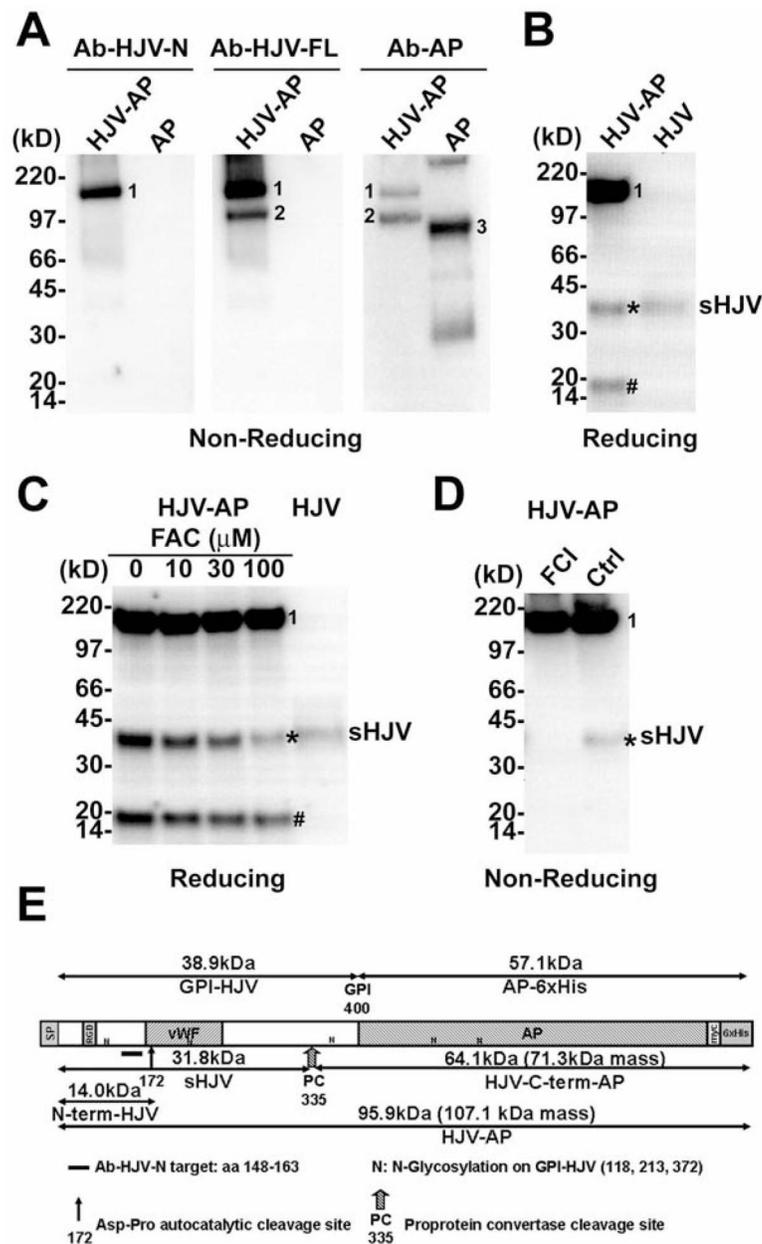 A
Ab-HJV-N Ab-HJV-FL Ab-AP
HJV-AP AP HJV-AP AP HJV-AP AP
(kD)
220-
97-
66-
45-
30-
20-
14-
1
1
2
1
2
3
Non-Reducing
B
HJV-AP HJV
(kD)
220-
97-
66-
45-
30-
20-
14-
1
* sHJV
#
Reducing
C
HJV-AP HJV
FAC (μM)
(kD) 0 10 30 100
220-
97-
66-
45-
30-
20-
14-
1
* sHJV
#
Reducing
D
HJV-AP
(kD) FCI Ctrl
220-
97-
66-
45-
30-
20-
14-
1
* sHJV
Non-Reducing
E
38.9kDa 57.1kDa
GPI-HJV GPI AP-6xHis
400
SP RGD N vWF N N AP N N myc 6xHis
172 31.8kDa PC 64.1kDa (71.3kDa mass)
sHJV 335 HJV-C-term-AP
14.0kDa
N-term-HJV 95.9kDa (107.1 kDa mass)
HJV-AP
Ab-HJV-N target: aa 148-163 N: N-Glycosylation on GPI-HJV (118, 213, 372)
172 Asp-Pro autocatalytic cleavage site PC 335 Proprotein convertase cleavage site